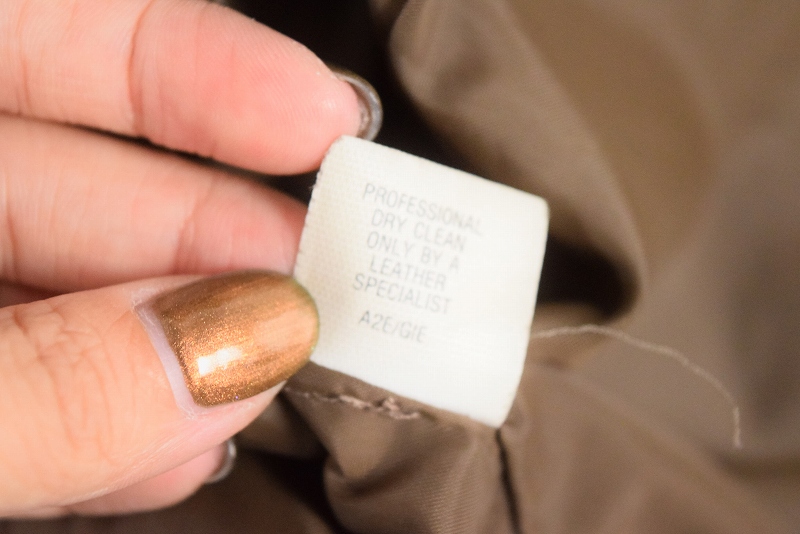 PROFESSIONAL
DRY CLEAN
ONLY BY A
LEATHER
SPECIALIST
A2E/GIE